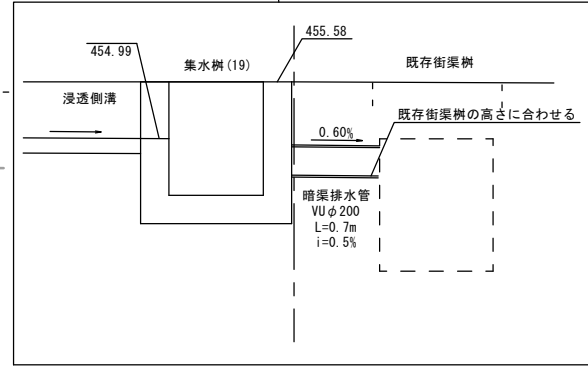 455.58
454.99
集水桝(19)
既存街渠桝
浸透側溝
既存街渠桝の高さに合わせる
0.60%
暗渠排水管
VUφ200
L=0.7m
i=0.5%